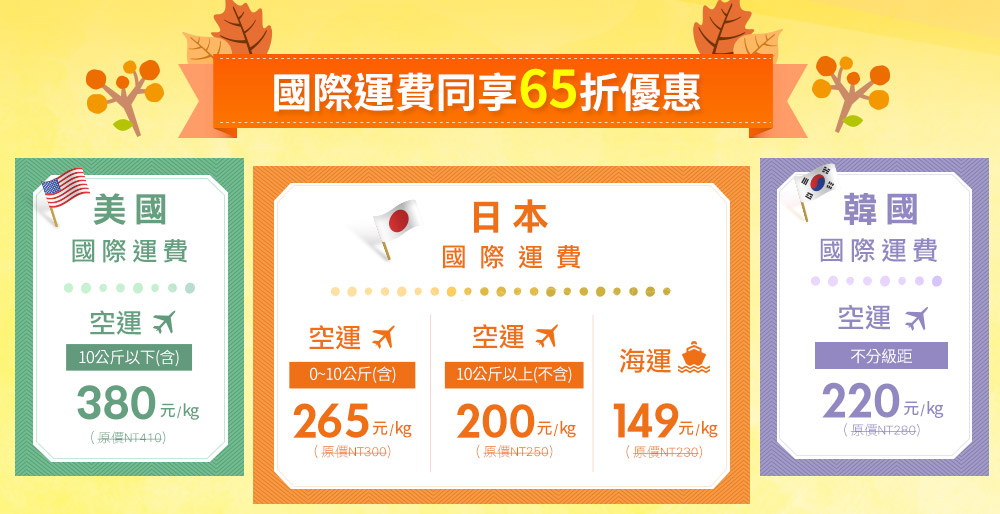 國際運費同享65折優惠
美國
國際運費
空運
10公斤以下(含)
380元/kg
(原價NT410)
日本
國際運費
空運
0~10公斤(含)
265元/kg
(原價NT300)
空運
10公斤以上(不含)
200元/kg
(原價NT250)
海運
149元/kg
(原價NT230)
韓國
國際運費
空運
不分級距
220元/kg
(原價NT280)